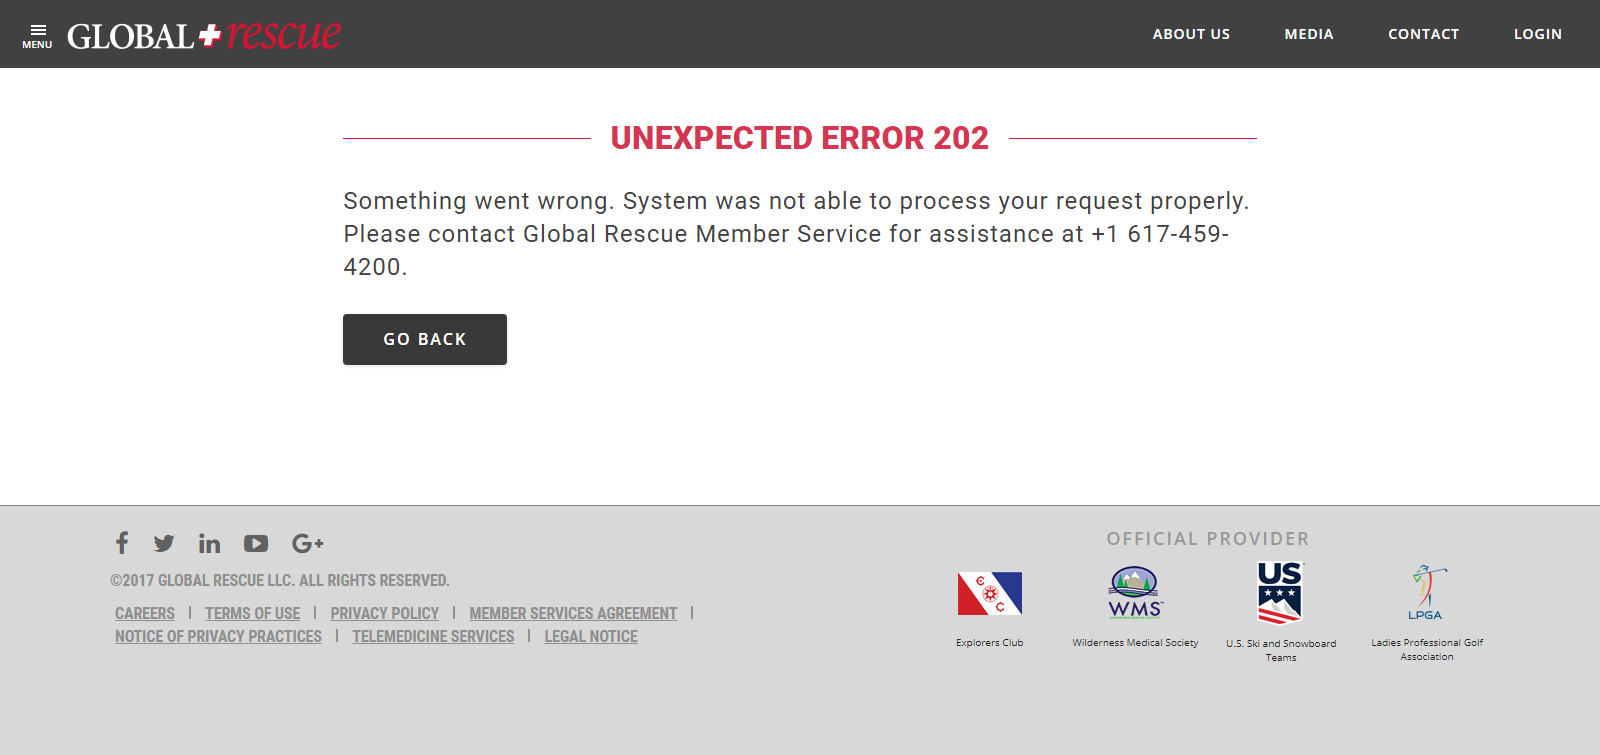 MENU
GLOBAL rescue
ABOUT US
MEDIA
CONTACT
LOGIN
UNEXPECTED ERROR 202
Something went wrong. System was not able to process your request properly.
Please contact Global Rescue Member Service for assistance at +1 617-459-
4200.
GO BACK
©2017 GLOBAL RESCUE LLC. ALL RIGHTS RESERVED.
CAREERS | TERMS OF USE | PRIVACY POLICY | MEMBER SERVICES AGREEMENT |
NOTICE OF PRIVACY PRACTICES | TELEMEDICINE SERVICES | LEGAL NOTICE
OFFICIAL PROVIDER
Explorers Club
WMS
Wilderness Medical Society
US
U.S. Ski and Snowboard
Teams
LPGA
Ladies Professional Golf
Association